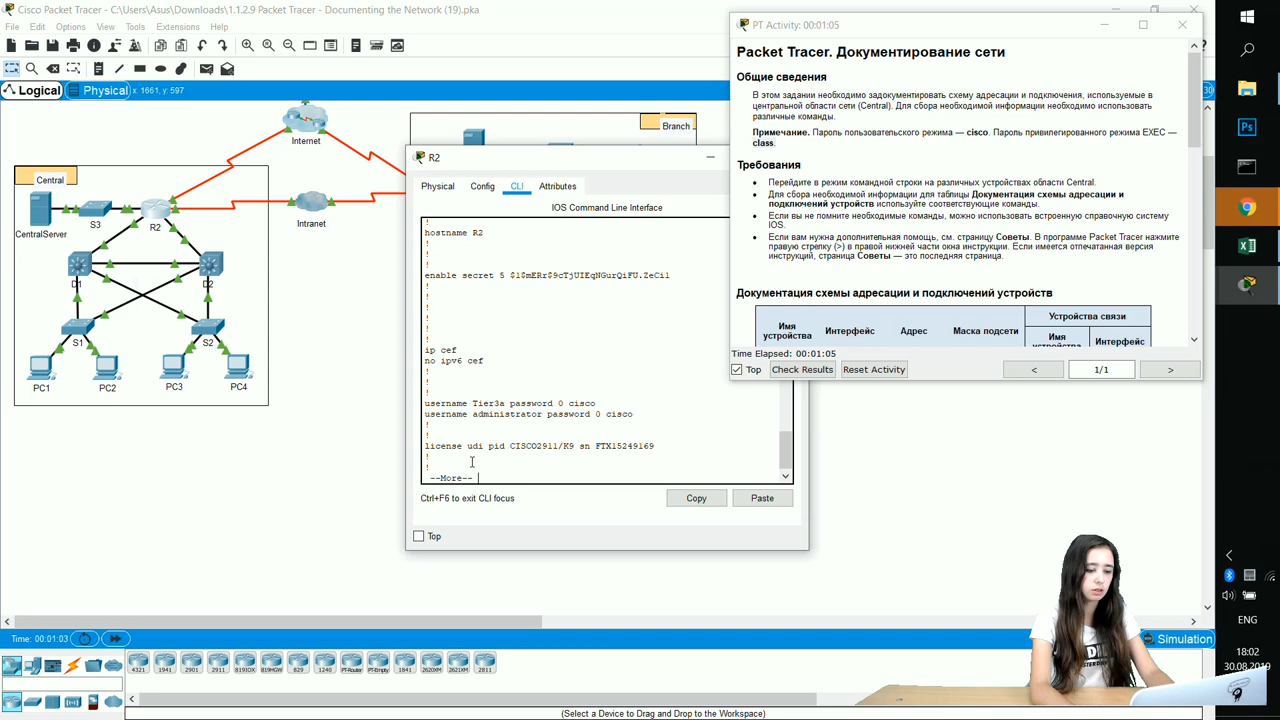 Cisco Packet Tracer - C:\Users\Asus\Downloads\1.1.2.9 Packet Tracer - Documenting the Network (19).pka
File Edit Options View Tools Extensions Help
Logical Physical x: 1661, y: 597
Central
CentralServer
S3
R2
D1
D2
S1
S2
PC1
PC2
PC3
PC4
Internet
Intranet
Branch
R2
Physical Config CLI Attributes
IOS Command Line Interface
!
hostname R2
!
!
!
enable secret 5 $1$mERr$9cTjUIEqNGurQiFU.ZeCi1
!
!
!
!
!
!
ip cef
no ipv6 cef
!
!
!
username Tier3a password 0 cisco
username administrator password 0 cisco
!
!
license udi pid CISCO2911/K9 sn FTX15249169
!
!
--More--
Ctrl+F6 to exit CLI focus
Copy Paste
Top
PT Activity: 00:01:05
Packet Tracer. Документирование сети
Общие сведения
В этом задании необходимо задокументировать схему адресации и подключения, используемые в
центральной области сети (Central). Для сбора необходимой информации необходимо использовать
различные команды.
Примечание. Пароль пользовательского режима — cisco. Пароль привилегированного режима EXEC —
class.
Требования
• Перейдите в режим командной строки на различных устройствах области Central.
• Для сбора необходимой информации для таблицы Документация схемы адресации и
подключений устройств используйте соответствующие команды.
• Если вы не помните необходимые команды, можно использовать встроенную справочную систему
IOS.
• Если вам нужна дополнительная помощь, см. страницу Советы. В программе Packet Tracer нажмите
правую стрелку (>) в правой нижней части окна инструкции. Если имеется отпечатанная версия
инструкций, страница Советы — это последняя страница.
Документация схемы адресации и подключений устройств
Имя
устройства
Интерфейс
Адрес
Маска подсети
Устройства связи
Имя
устройства
Интерфейс
Time Elapsed: 00:01:05
Top Check Results Reset Activity < 1/1 >
Time: 00:01:03
Simulation
4321 1941 2901 2911 819IOX 819HGW 829 1240 PT-Router PT-Empty 1841 2620XM 2621XM 2811
(Select a Device to Drag and Drop to the Workspace)
ENG
18:02
30.08.2019